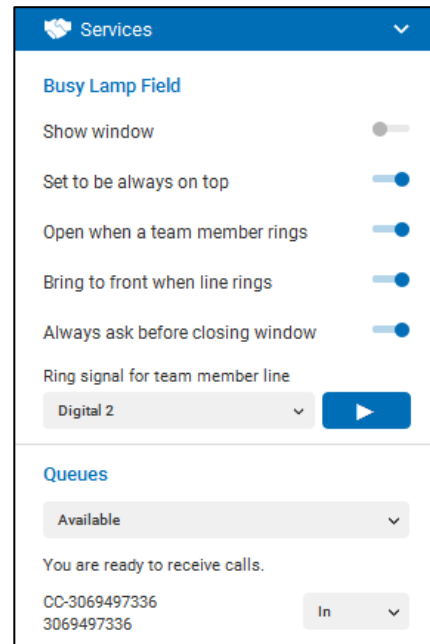 Services
Busy Lamp Field
Show window
Set to be always on top
Open when a team member rings
Bring to front when line rings
Always ask before closing window
Ring signal for team member line
Digital 2
Queues
Available
You are ready to receive calls.
CC-3069497336
3069497336
In